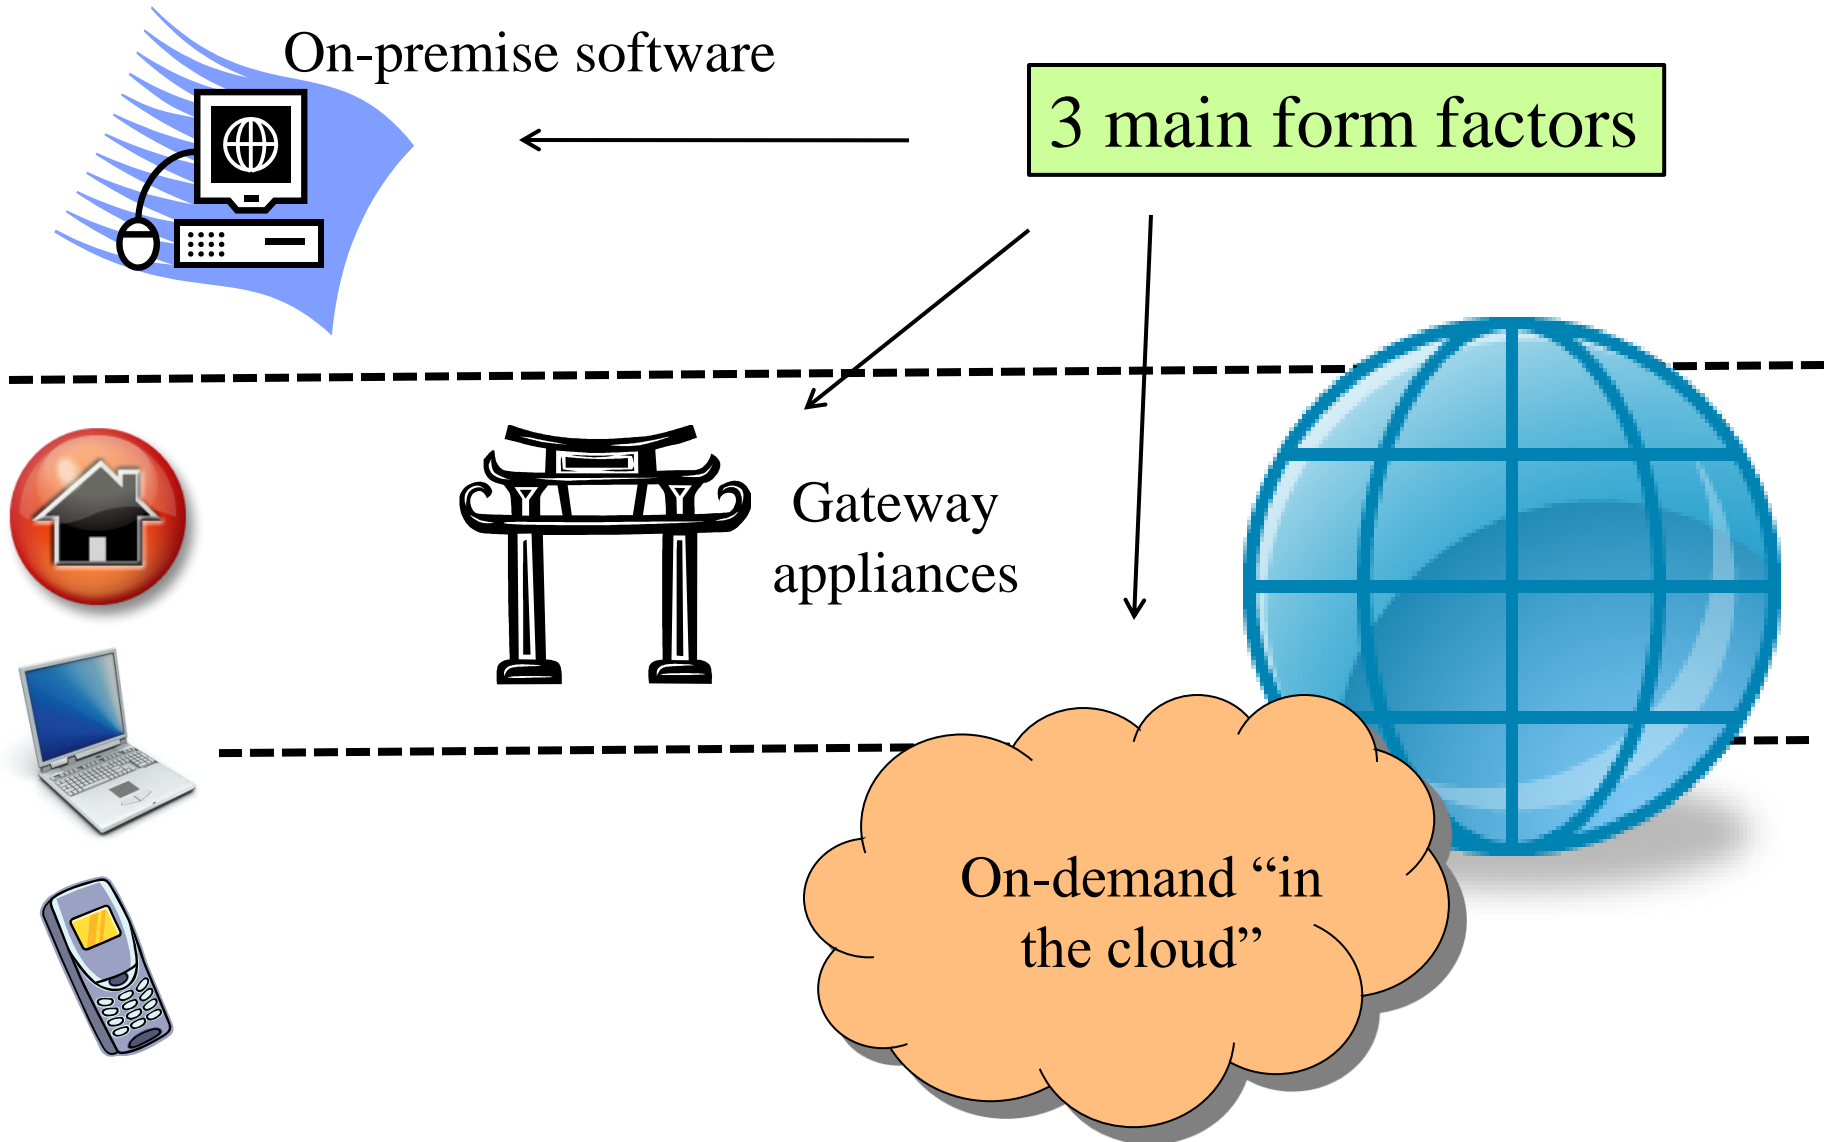 On-premise software
3 main form factors
Gateway
appliances
On-demand “in
the cloud”